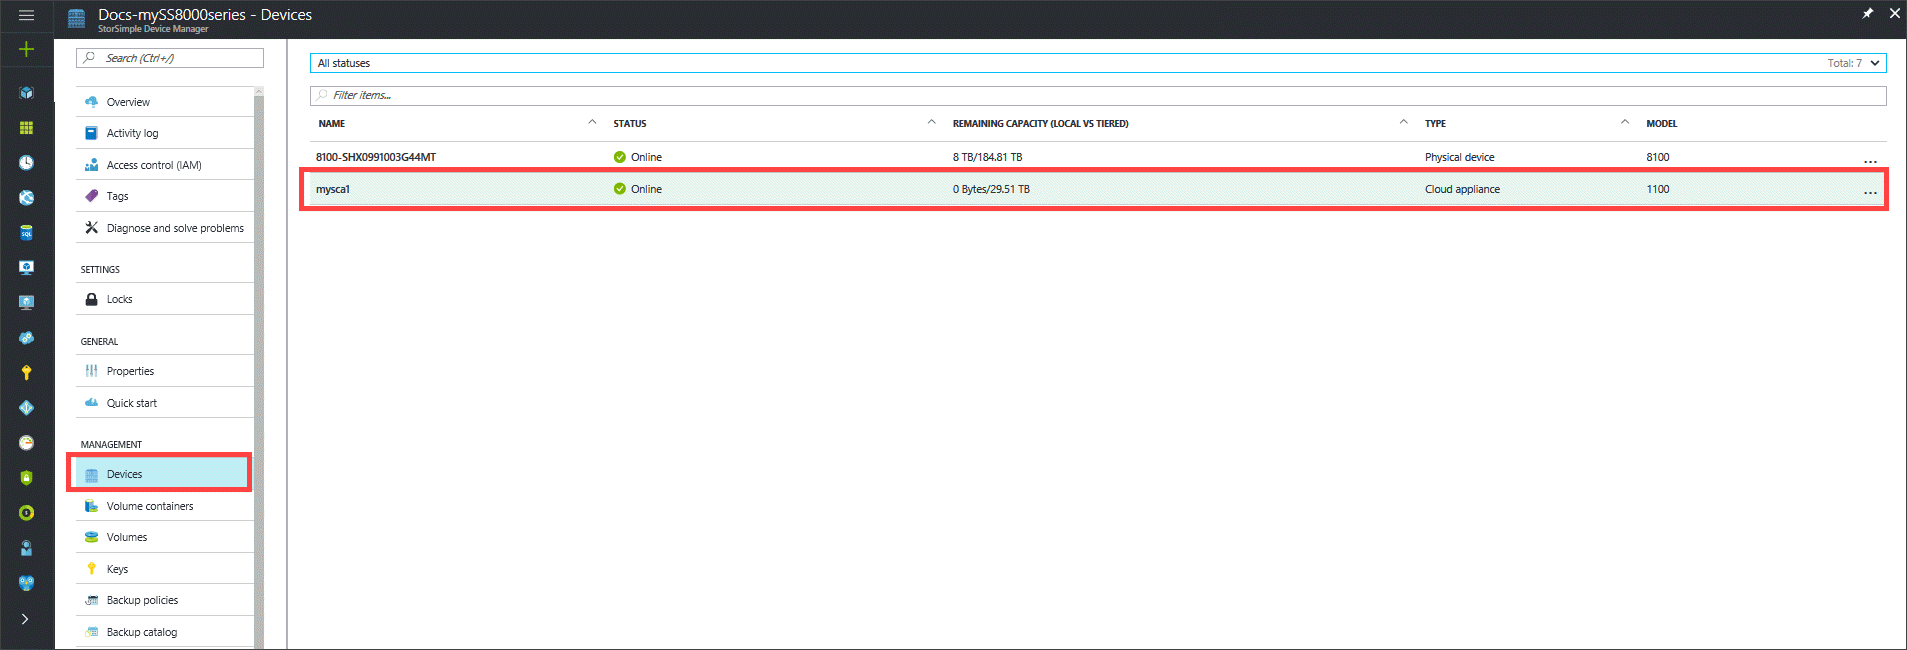 Docs-mySS8000series - Devices
StorSimple Device Manager
Search (Ctrl+/)
Overview
Activity log
Access control (IAM)
Tags
Diagnose and solve problems
SETTINGS
Locks
GENERAL
Properties
Quick start
MANAGEMENT
Devices
Volume containers
Volumes
Keys
Backup policies
Backup catalog
All statuses Total: 7
Filter items...
NAME STATUS REMAINING CAPACITY (LOCAL VS TIERED) TYPE MODEL
8100-SHX0991003G44MT Online 8 TB/184.81 TB Physical device 8100 ...
mysca1 Online 0 Bytes/29.51 TB Cloud appliance 1100 ...
SQL